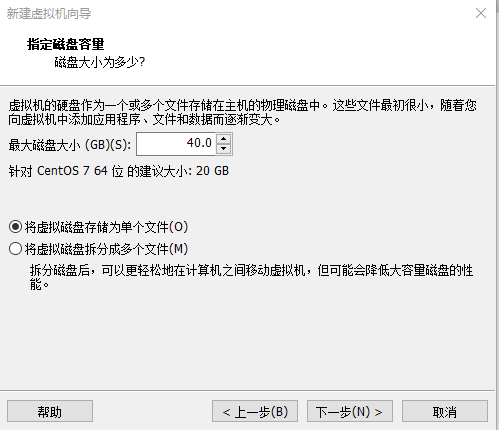 新建虚拟机向导
指定磁盘容量
磁盘大小为多少?
虚拟机的硬盘作为一个或多个文件存储在主机的物理磁盘中。这些文件最初很小，随着您
向虚拟机中添加应用程序、文件和数据而逐渐变大。
最大磁盘大小 (GB)(S): 40.0
针对 CentOS 7 64 位 的建议大小: 20 GB
将虚拟磁盘存储为单个文件(O)
将虚拟磁盘拆分成多个文件(M)
拆分磁盘后，可以更轻松地在计算机之间移动虚拟机，但可能会降低大容量磁盘的性
能。
帮助 < 上一步(B) 下一步(N) > 取消